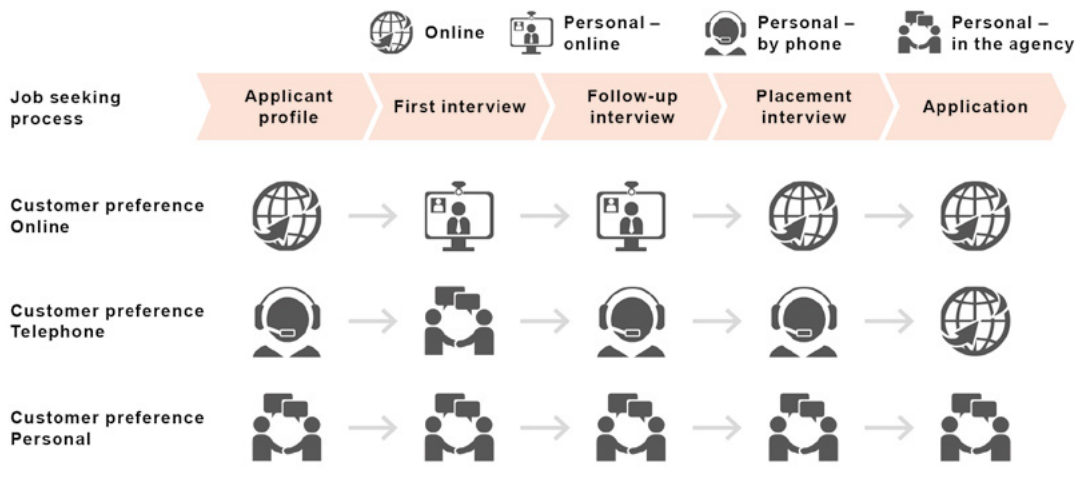 Online
Personal –
online
Personal –
by phone
Personal –
in the agency
Job seeking
process
Applicant
profile
First interview
Follow-up
interview
Placement
interview
Application
Customer preference
Online
Customer preference
Telephone
Customer preference
Personal